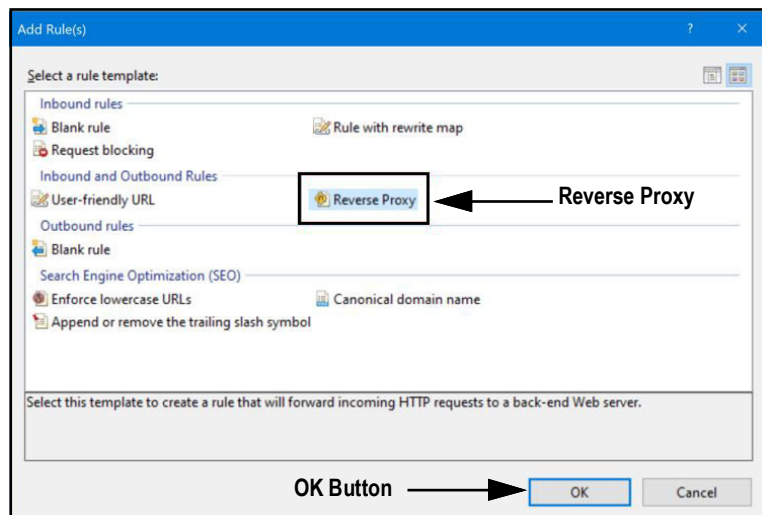 Add Rule(s) ? ×
Select a rule template:
Inbound rules
Blank rule Rule with rewrite map
Request blocking
Inbound and Outbound Rules
User-friendly URL Reverse Proxy Reverse Proxy
Outbound rules
Blank rule
Search Engine Optimization (SEO)
Enforce lowercase URLs Canonical domain name
Append or remove the trailing slash symbol
Select this template to create a rule that will forward incoming HTTP requests to a back-end Web server.
OK Button OK Cancel